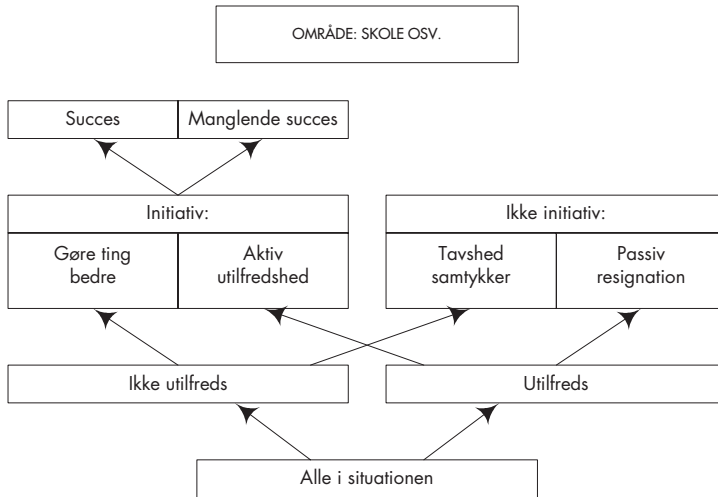 OMRÅDE: SKOLE OSV.
Succes
Manglende succes
Initiativ:
Ikke initiativ:
Gøre ting
bedre
Aktiv
utilfredshed
Tavshed
samtykker
Passiv
resignation
Ikke utilfreds
Utilfreds
Alle i situationen